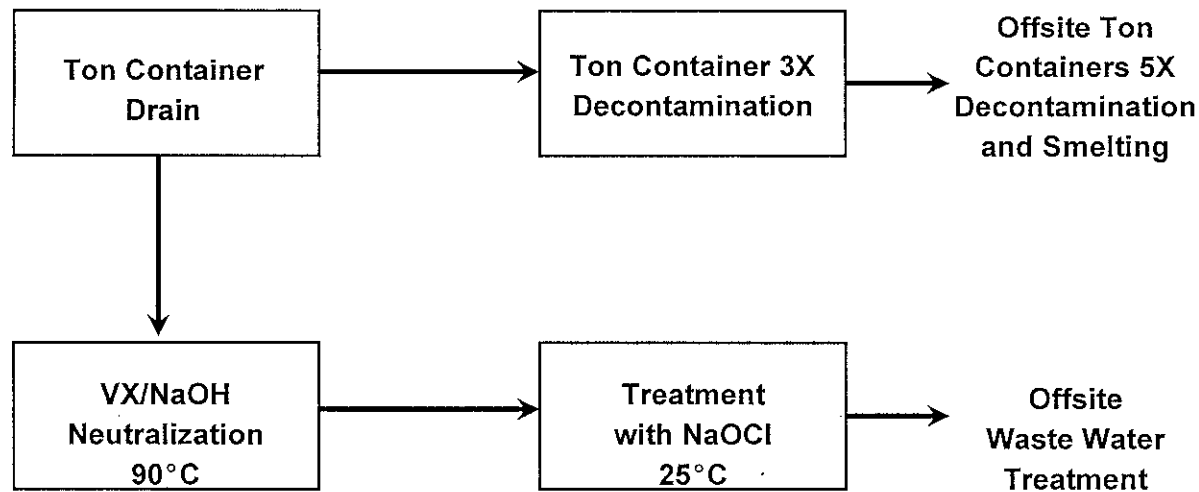 Ton Container
Drain
Ton Container 3X
Decontamination
Offsite Ton
Containers 5X
Decontamination
and Smelting
VX/NaOH
Neutralization
90°C
Treatment
with NaOCl
25°C
Offsite
Waste Water
Treatment